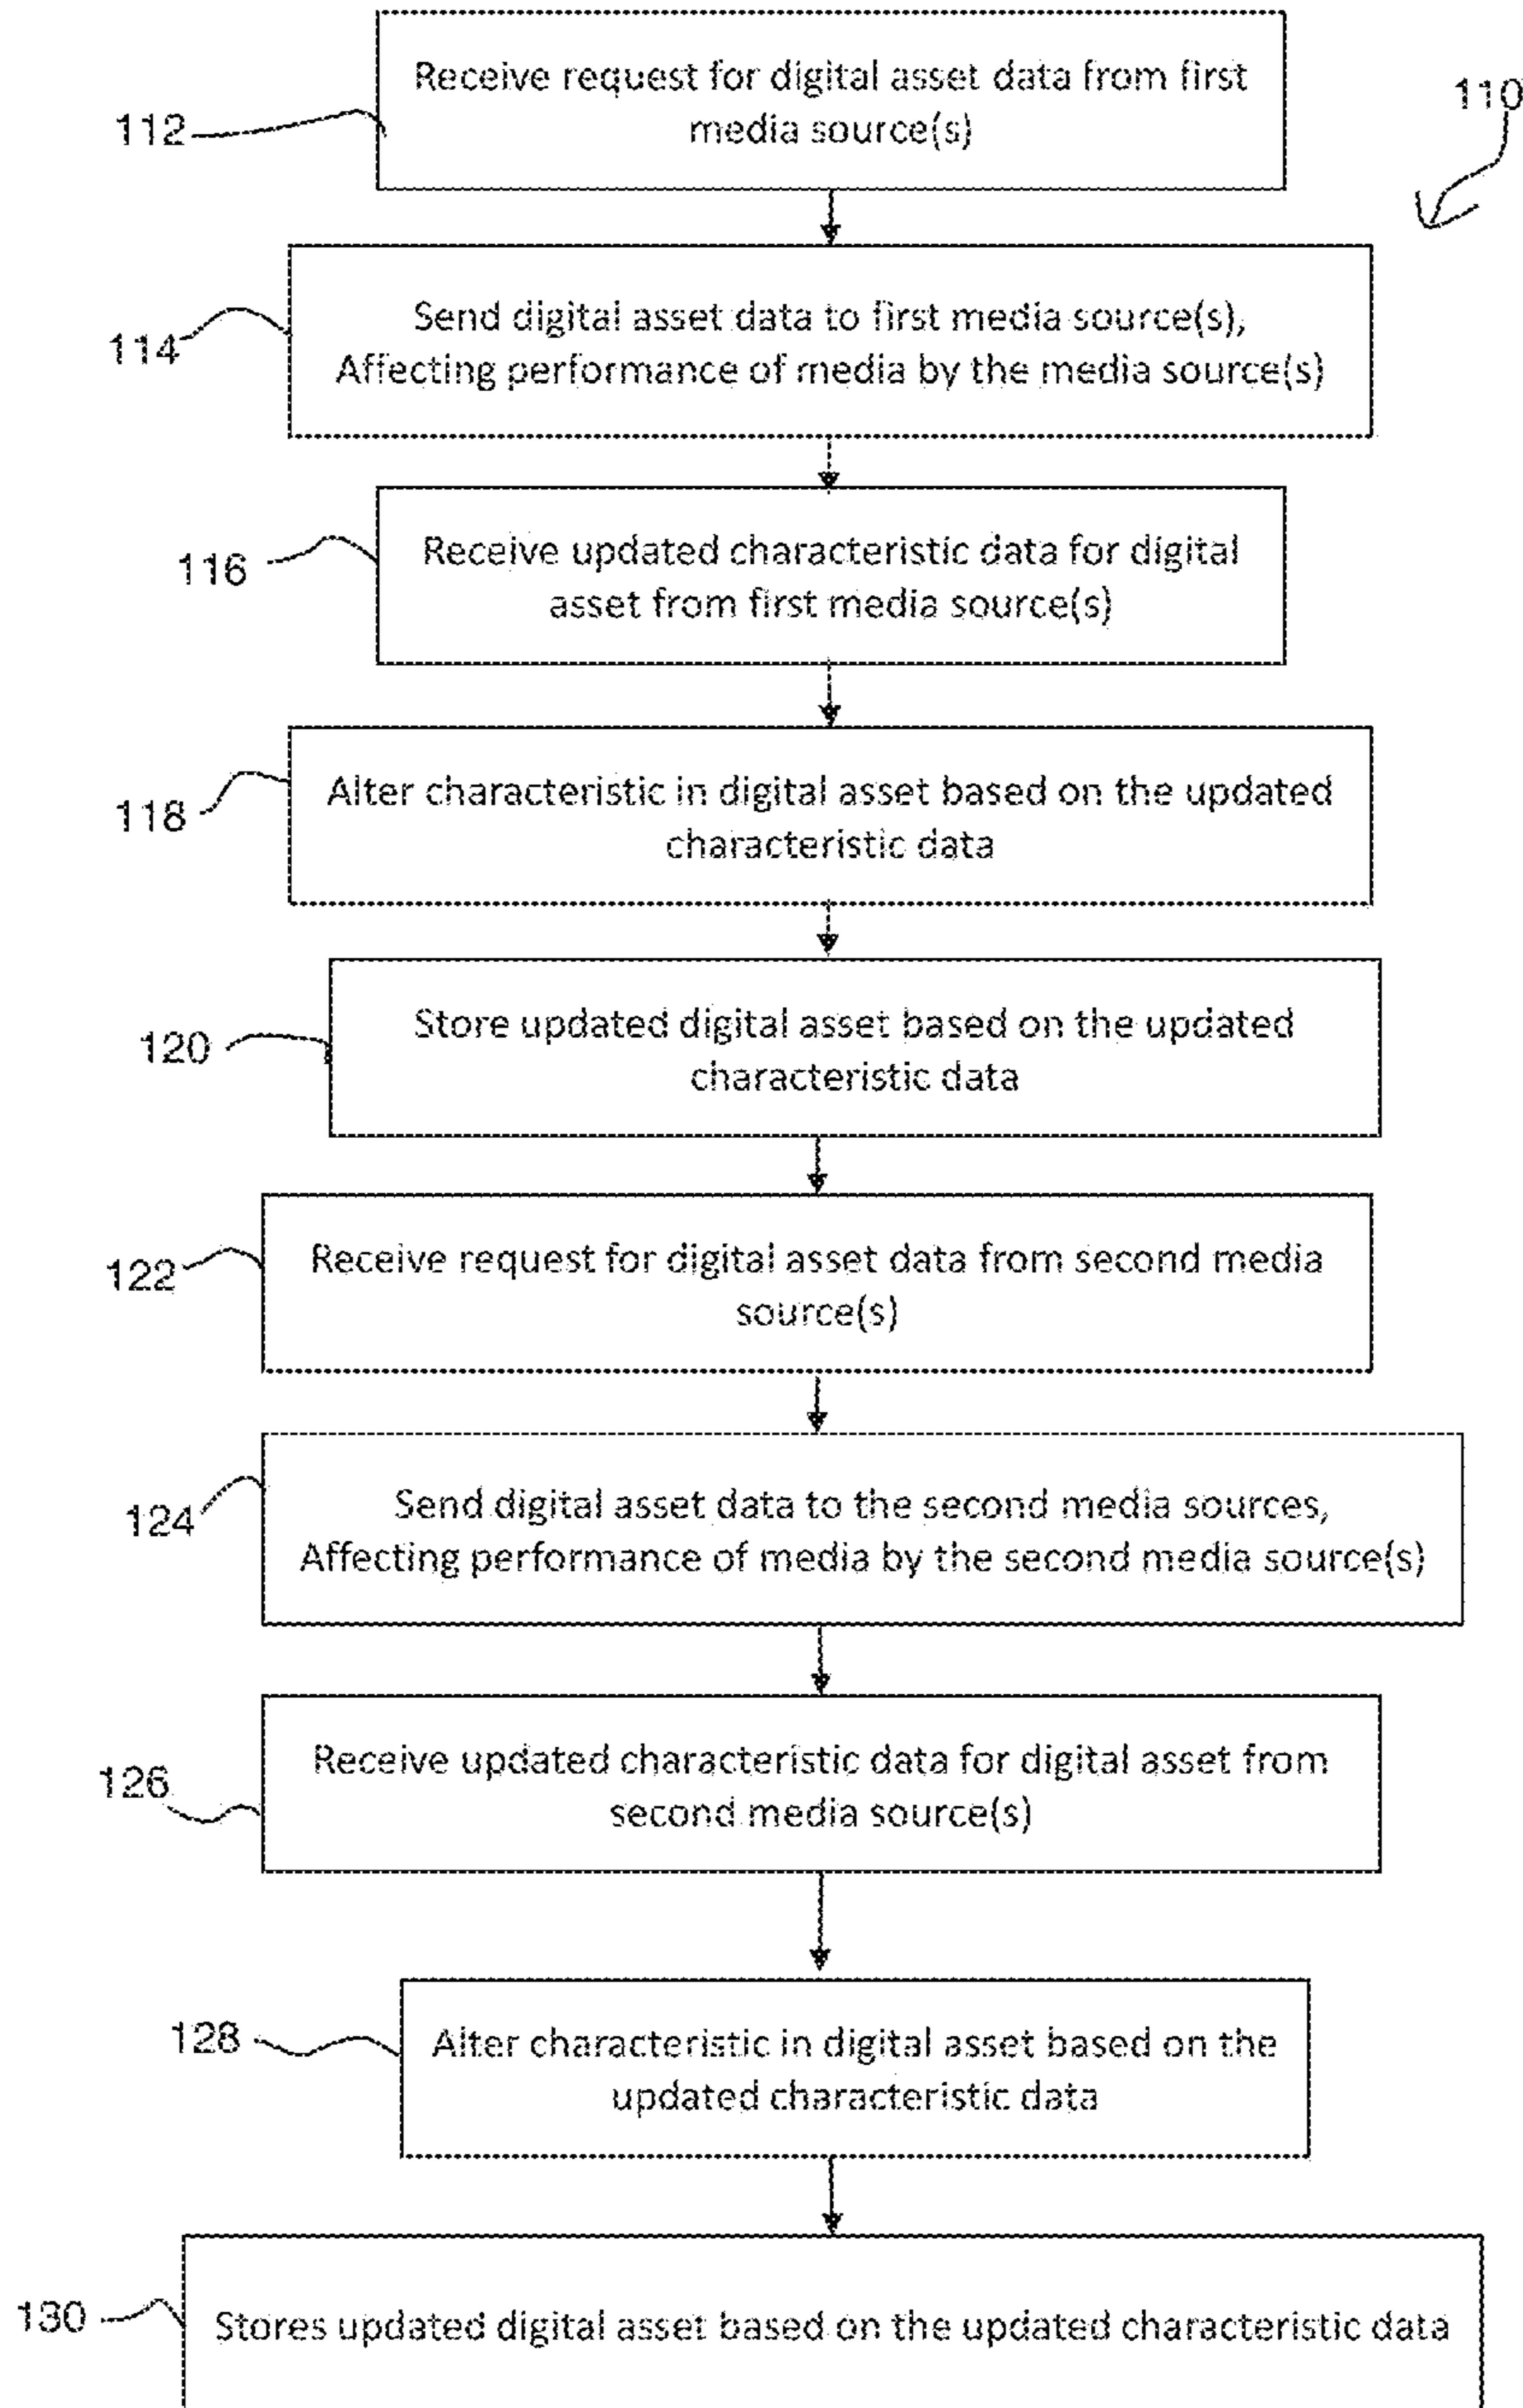 Receive request for digital asset data from first
media source(s)
110
112
Send digital asset data to first media source(s),
Affecting performance of media by the media source(s)
114
Receive updated characteristic data for digital
asset from first media source(s)
116
Alter characteristic in digital asset based on the updated
characteristic data
118
Store updated digital asset based on the updated
characteristic data
120
Receive request for digital asset data from second media
source(s)
122
Send digital asset data to the second media sources,
Affecting performance of media by the second media source(s)
124
Receive updated characteristic data for digital asset from
second media source(s)
126
Alter characteristic in digital asset based on the
updated characteristic data
128
Stores updated digital asset based on the updated characteristic data
130